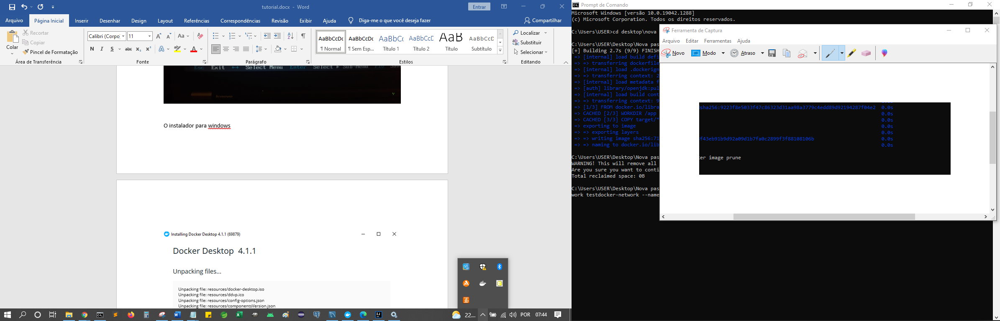 tutorial.docx - Word
Entrar
Arquivo
Página Inicial
Inserir
Desenhar
Design
Layout
Referências
Correspondências
Revisão
Exibir
Ajuda
Diga-me o que você deseja fazer
Compartilhar
Colar
Recortar
Copiar
Pincel de Formatação
Área de Transferência
Calibri (Corpo)
11
Aa
N I S abc x₂ x²
A
Fonte
Parágrafo
AaBbCcDc
¶ Normal
AaBbCcDc
¶ Sem Esp...
AaBbCc
Título 1
AaBbCcD
Título 2
AaB
Título
AaBbCcD
Subtítulo
Estilos
Localizar
Substituir
Selecionar
Editando
Esc Exit ↔ Select Menu Enter Select ▸ Sub-Menu F10
lenovo
O instalador para windows
Installing Docker Desktop 4.1.1 (69879)
Docker Desktop 4.1.1
Unpacking files...
Unpacking file: resources/docker-desktop.iso
Unpacking file: resources/ddvp.ico
Unpacking file: resources/config-options.json
Unpacking file: resources/componentsVersion.json
22...
POR
07:44
Prompt de Comando
Microsoft Windows [versão 10.0.19042.1288]
(c) Microsoft Corporation. Todos os direitos reservados.
C:\Users\USER>cd desktop\nova
C:\Users\USER\Desktop\Nova pas
[+] Building 2.7s (9/9) FINISH
=> [internal] load build defi
=> => transferring dockerfile
=> [internal] load .dockerign
=> => transferring context: 2
=> [internal] load metadata f
=> [auth] library/openjdk:pul
=> [internal] load build cont
=> => transferring context: 9
=> [1/3] FROM docker.io/libra
=> CACHED [2/3] WORKDIR /app
=> CACHED [3/3] COPY target/*
=> exporting to image
=> => exporting layers
=> => writing image sha256:71
=> => naming to docker.io/lib
C:\Users\USER\Desktop\Nova pas
WARNING! This will remove all
Are you sure you want to conti
Total reclaimed space: 0B
C:\Users\USER\Desktop\Nova pas
work testdocker-network --name
Ferramenta de Captura
Arquivo
Editar
Ferramentas
Ajuda
Novo
Modo
Atraso
sha256:9223f8e5033f47c86323d31aa98a3779c4edd89d92194287f04e2 0.0s
0.0s
0.0s
0.0s
0.0s
f43eb91b9d92a09d1b7fa0c2899f3f88108106b 0.0s
0.0s
er image prune